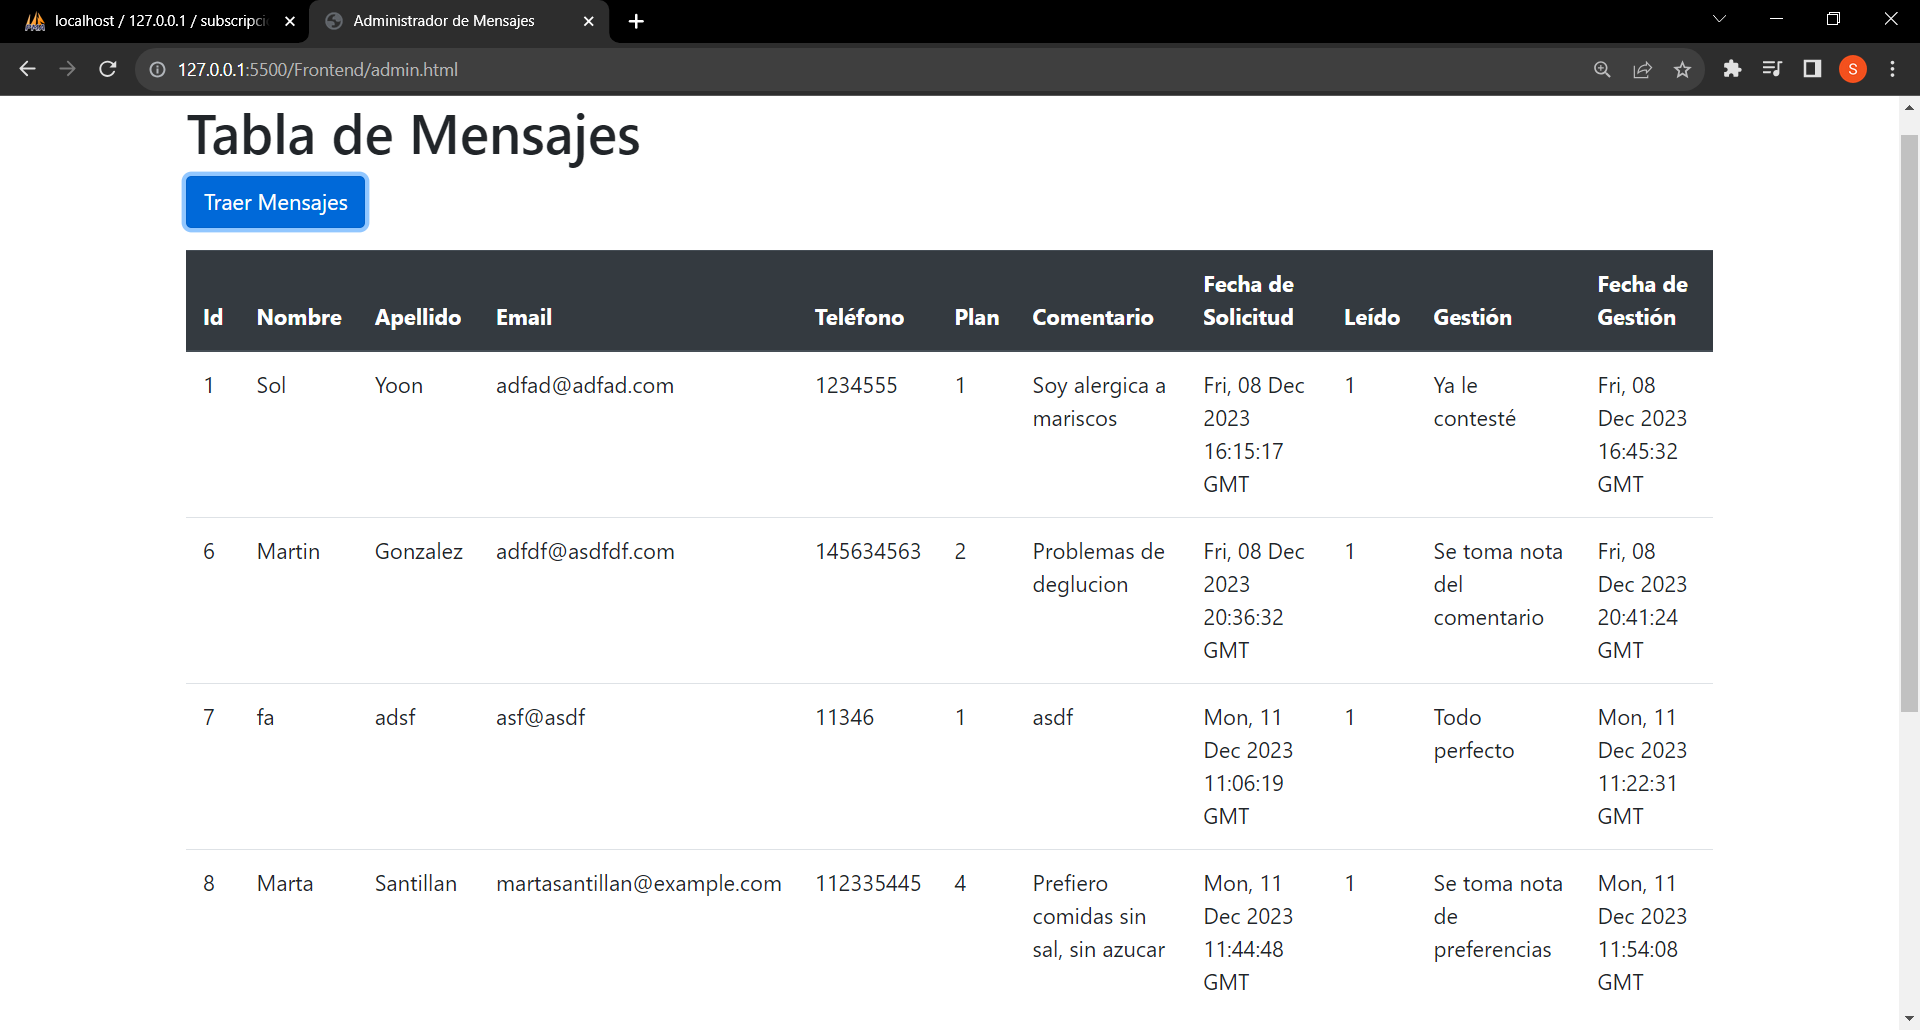 localhost / 127.0.0.1 / subscripci
Administrador de Mensajes
127.0.0.1:5500/Frontend/admin.html
S
Tabla de Mensajes
Traer Mensajes
Id Nombre Apellido Email Teléfono Plan Comentario Fecha de Solicitud Leído Gestión Fecha de Gestión
1 Sol Yoon adfad@adfad.com 1234555 1 Soy alergica a mariscos Fri, 08 Dec 2023 16:15:17 GMT 1 Ya le contesté Fri, 08 Dec 2023 16:45:32 GMT
6 Martin Gonzalez adfdf@asdfdf.com 145634563 2 Problemas de deglucion Fri, 08 Dec 2023 20:36:32 GMT 1 Se toma nota del comentario Fri, 08 Dec 2023 20:41:24 GMT
7 fa adsf asf@asdf 11346 1 asdf Mon, 11 Dec 2023 11:06:19 GMT 1 Todo perfecto Mon, 11 Dec 2023 11:22:31 GMT
8 Marta Santillan martasantillan@example.com 112335445 4 Prefiero comidas sin sal, sin azucar Mon, 11 Dec 2023 11:44:48 GMT 1 Se toma nota de preferencias Mon, 11 Dec 2023 11:54:08 GMT